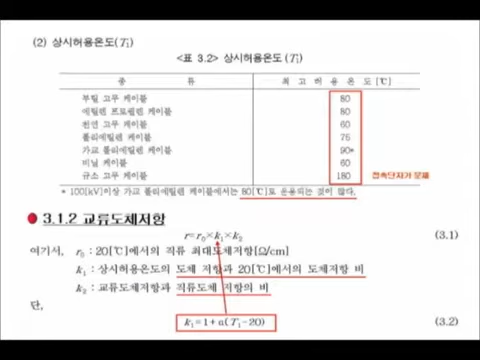 (2) 상시허용온도(T₁)
<표 3.2> 상시허용온도(T₁)
종 류 최 고 허 용 온 도 [℃]
부틸 고무 케이블 80
에틸렌 프로필렌 케이블 80
천연 고무 케이블 60
폴리에틸렌 케이블 75
가교 폴리에틸렌 케이블 90*
비닐 케이블 60
규소 고무 케이블 180 접속단자가 문제
* 100[kV]이상 가교 폴리에틸렌 케이블에서는 80[℃]로 운용되는 것이 많다.
3.1.2 교류도체저항
r=r₀×k₁×k₂ (3.1)
여기서, r₀ : 20[℃]에서의 직류 최대도체저항[Ω/cm]
k₁ : 상시허용온도의 도체 저항과 20[℃]에서의 도체저항 비
k₂ : 교류도체저항과 직류도체 저항의 비
단,
k₁=1+α(T₁-20) (3.2)